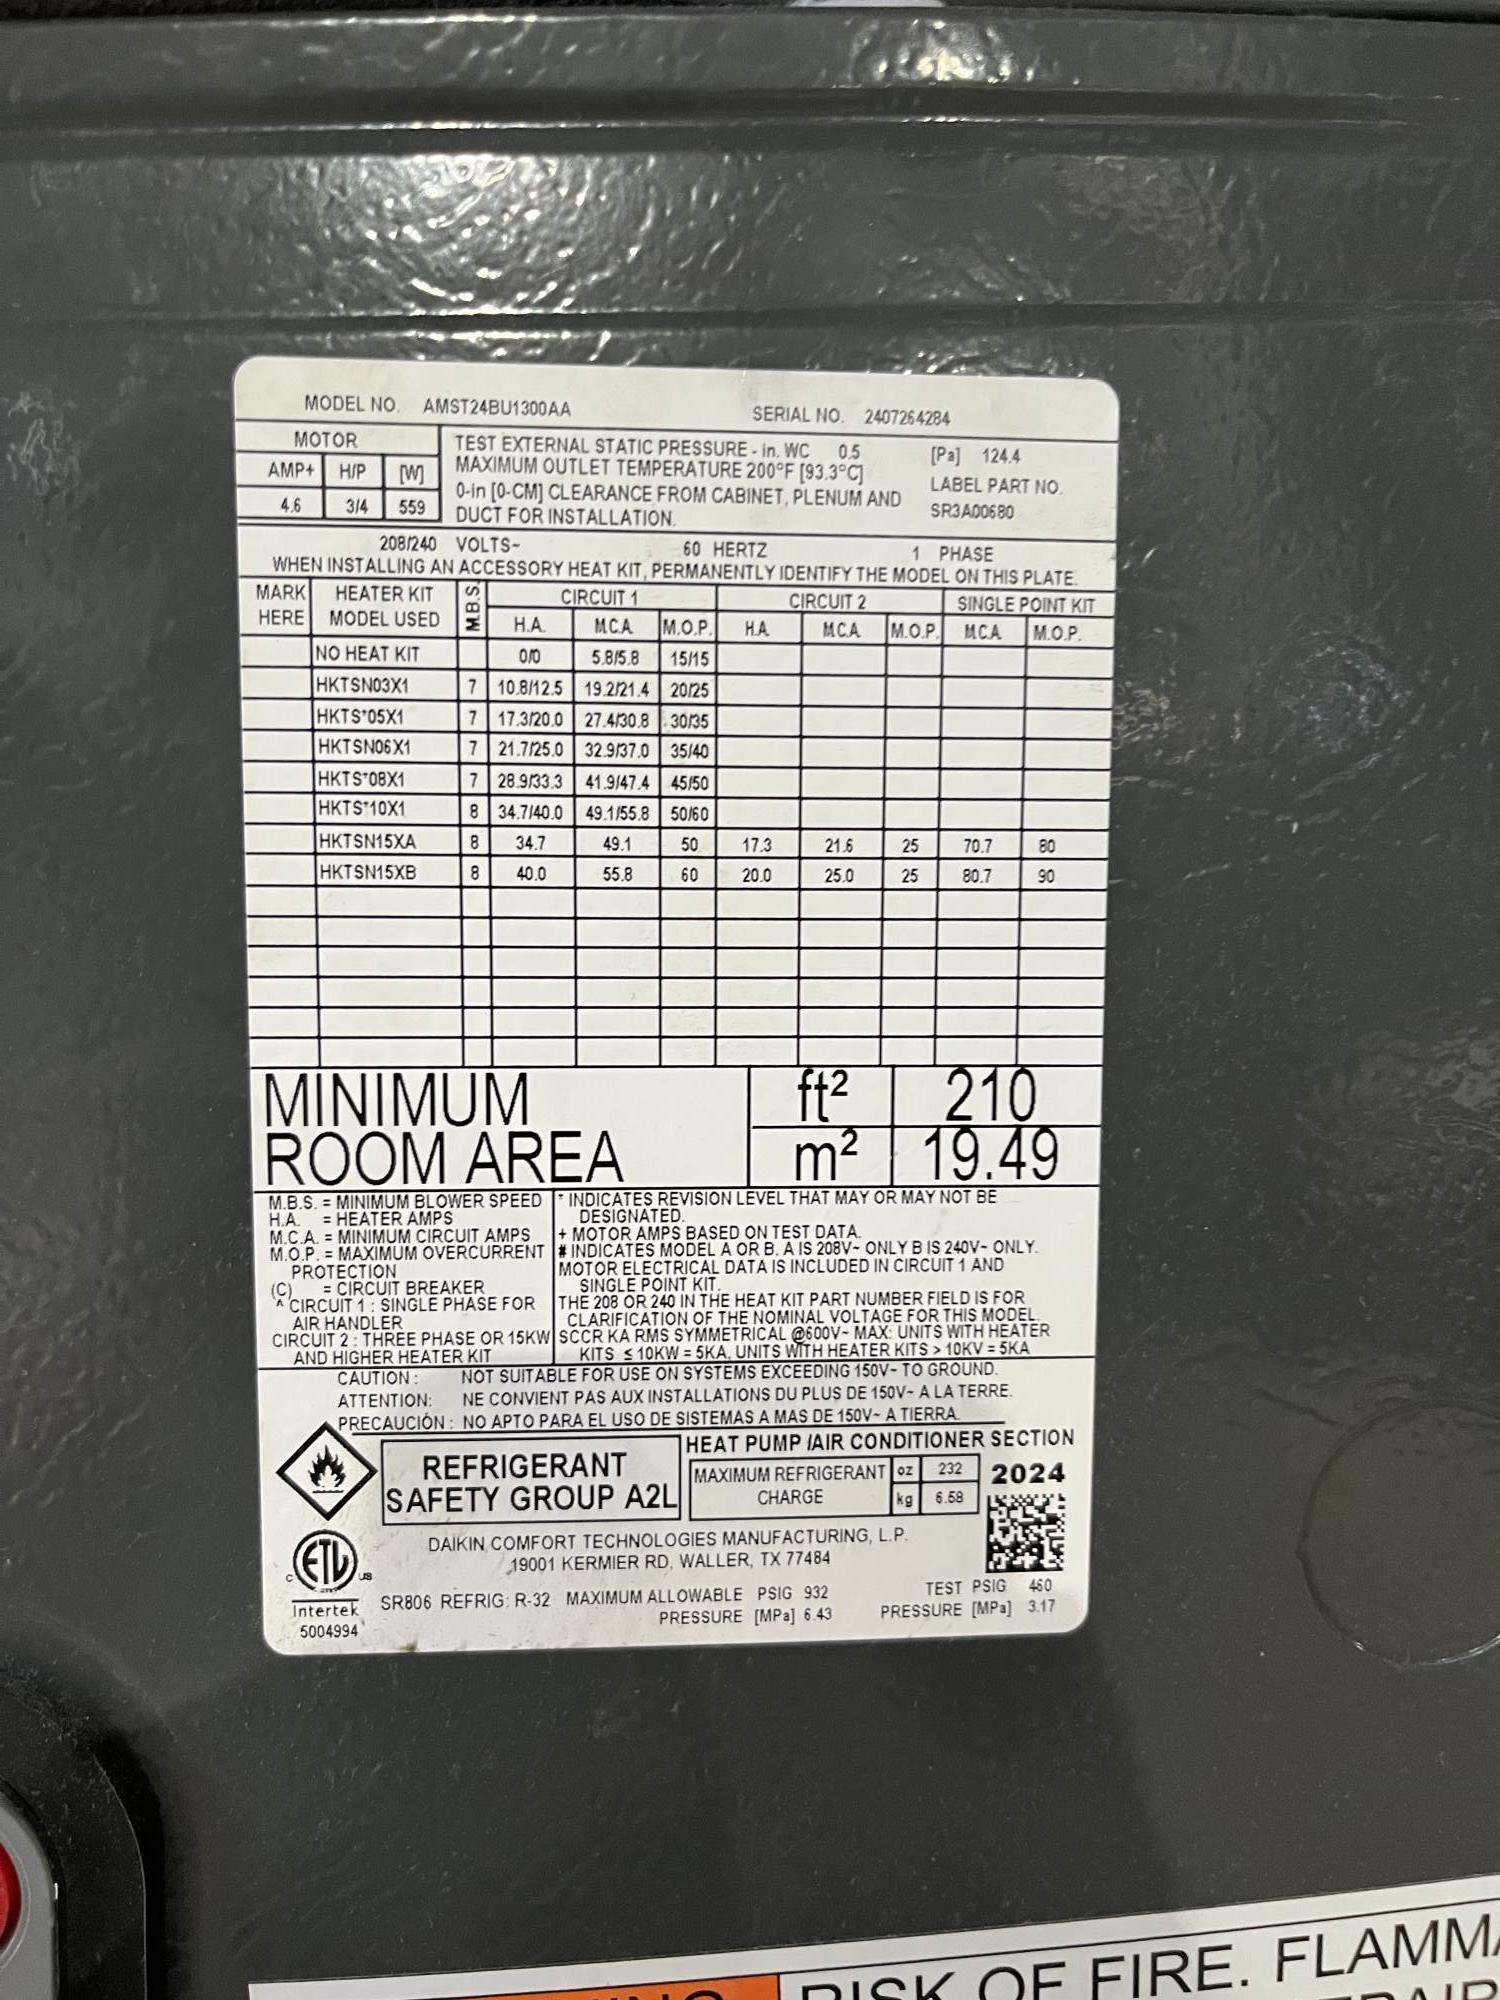 MODEL NO. AMST24BU1300AA SERIAL NO. 2407264284
MOTOR
AMP+ H/P [W]
4.6 3/4 559
TEST EXTERNAL STATIC PRESSURE - in. WC 0.5 [Pa] 124.4
MAXIMUM OUTLET TEMPERATURE 200°F [93.3°C]
0-in [0-CM] CLEARANCE FROM CABINET, PLENUM AND
DUCT FOR INSTALLATION.
LABEL PART NO.
SR3A00680
208/240 VOLTS~ 60 HERTZ 1 PHASE
WHEN INSTALLING AN ACCESSORY HEAT KIT, PERMANENTLY IDENTIFY THE MODEL ON THIS PLATE.
MARK HERE HEATER KIT MODEL USED M.B.S CIRCUIT 1 CIRCUIT 2 SINGLE POINT KIT
H.A. M.C.A M.O.P. H.A. M.C.A. M.O.P. M.C.A M.O.P.
NO HEAT KIT 0/0 5.8/5.8 15/15
HKTSN03X1 7 10.8/12.5 19.2/21.4 20/25
HKTS*05X1 7 17.3/20.0 27.4/30.8 30/35
HKTSN06X1 7 21.7/25.0 32.9/37.0 35/40
HKTS*08X1 7 28.9/33.3 41.9/47.4 45/50
HKTS*10X1 8 34.7/40.0 49.1/55.8 50/60
HKTSN15XA 8 34.7 49.1 50 17.3 21.6 25 70.7 80
HKTSN15XB 8 40.0 55.8 60 20.0 25.0 25 80.7 90
MINIMUM
ROOM AREA
ft² 210
m² 19.49
M.B.S. = MINIMUM BLOWER SPEED
H.A. = HEATER AMPS
M.C.A. = MINIMUM CIRCUIT AMPS
M.O.P. = MAXIMUM OVERCURRENT
PROTECTION
(C) = CIRCUIT BREAKER
^ CIRCUIT 1 : SINGLE PHASE FOR
AIR HANDLER
CIRCUIT 2 : THREE PHASE OR 15KW
AND HIGHER HEATER KIT
* INDICATES REVISION LEVEL THAT MAY OR MAY NOT BE
DESIGNATED.
+ MOTOR AMPS BASED ON TEST DATA.
# INDICATES MODEL A OR B. A IS 208V~ ONLY B IS 240V~ ONLY.
MOTOR ELECTRICAL DATA IS INCLUDED IN CIRCUIT 1 AND
SINGLE POINT KIT.
THE 208 OR 240 IN THE HEAT KIT PART NUMBER FIELD IS FOR
CLARIFICATION OF THE NOMINAL VOLTAGE FOR THIS MODEL.
SCCR KA RMS SYMMETRICAL @600V~ MAX: UNITS WITH HEATER
KITS ≤ 10KW = 5KA, UNITS WITH HEATER KITS > 10KV = 5KA
CAUTION : NOT SUITABLE FOR USE ON SYSTEMS EXCEEDING 150V~ TO GROUND.
ATTENTION: NE CONVIENT PAS AUX INSTALLATIONS DU PLUS DE 150V~ A LA TERRE.
PRECAUCIÓN : NO APTO PARA EL USO DE SISTEMAS A MAS DE 150V~ A TIERRA.
REFRIGERANT
SAFETY GROUP A2L
HEAT PUMP /AIR CONDITIONER SECTION
MAXIMUM REFRIGERANT CHARGE oz 232
kg 6.58
2024
DAIKIN COMFORT TECHNOLOGIES MANUFACTURING, L.P.
19001 KERMIER RD, WALLER, TX 77484
C ETL US
Intertek
5004994
SR806 REFRIG: R-32 MAXIMUM ALLOWABLE PSIG 932 TEST PSIG 460
PRESSURE [MPa] 6.43 PRESSURE [MPa] 3.17
RISK OF FIRE.